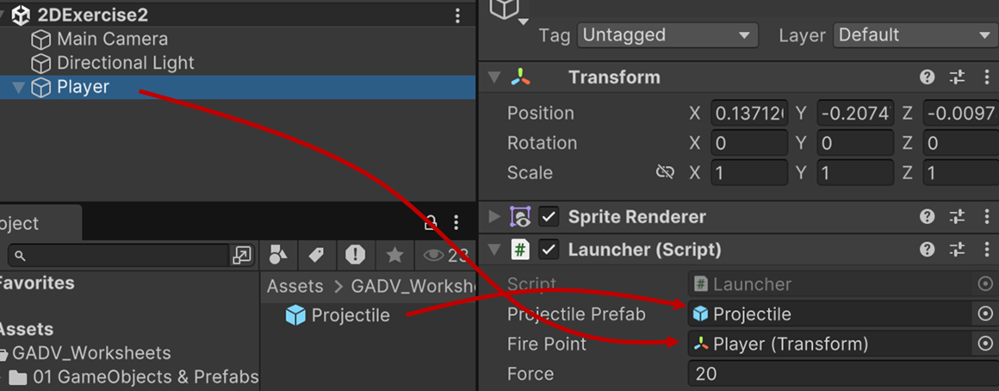 2DExercise2
Main Camera
Directional Light
Player
oject
23
Favorites
Assets
GADV_Worksheets
01 GameObjects & Prefabs
Assets > GADV_Workshe
Projectile
Tag Untagged Layer Default
Transform
Position X 0.13712 Y -0.2074 Z -0.0097
Rotation X 0 Y 0 Z 0
Scale X 1 Y 1 Z 1
Sprite Renderer
# Launcher (Script)
Script # Launcher
Projectile Prefab Projectile
Fire Point Player (Transform)
Force 20